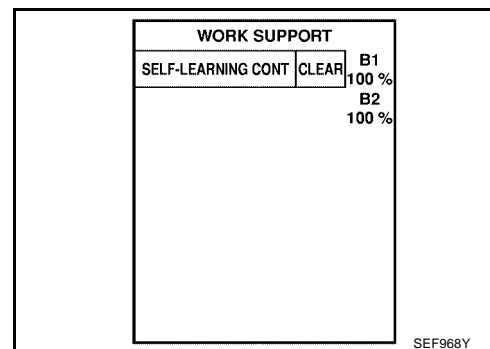 WORK SUPPORT
SELF-LEARNING CONT CLEAR B1
100 %
B2
100 %
SEF968Y